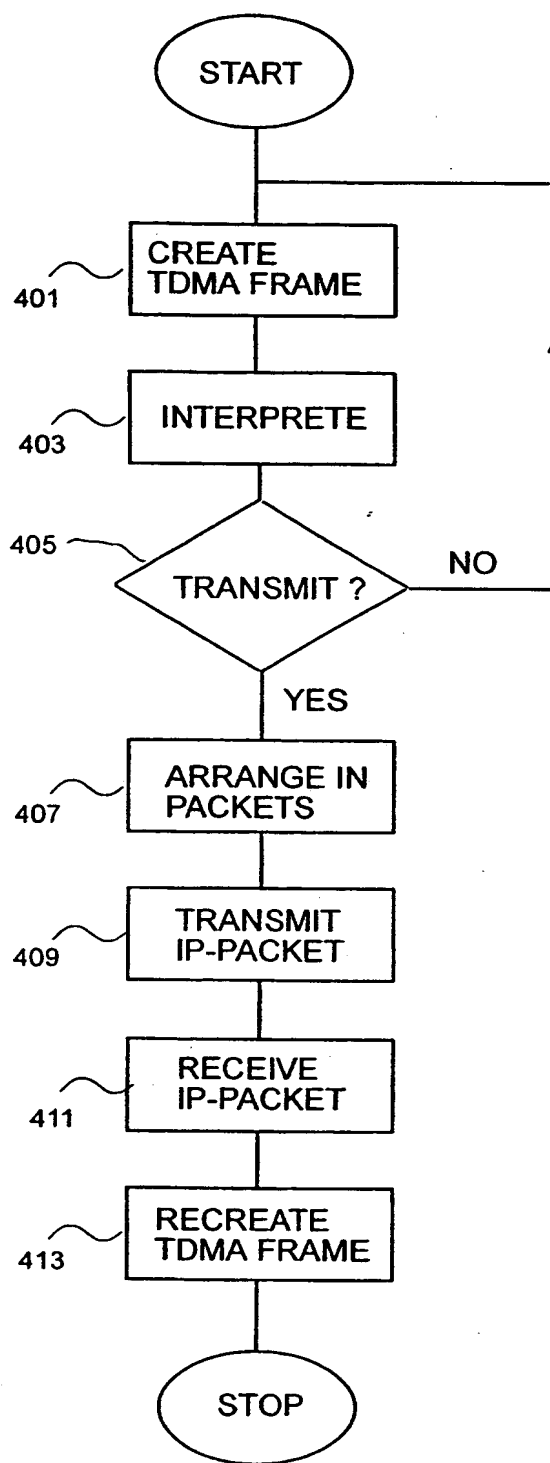 START
CREATE
TDMA FRAME
401
INTERPRETE
403
405
TRANSMIT ?
NO
YES
ARRANGE IN
PACKETS
407
TRANSMIT
IP-PACKET
409
RECEIVE
IP-PACKET
411
RECREATE
TDMA FRAME
413
STOP